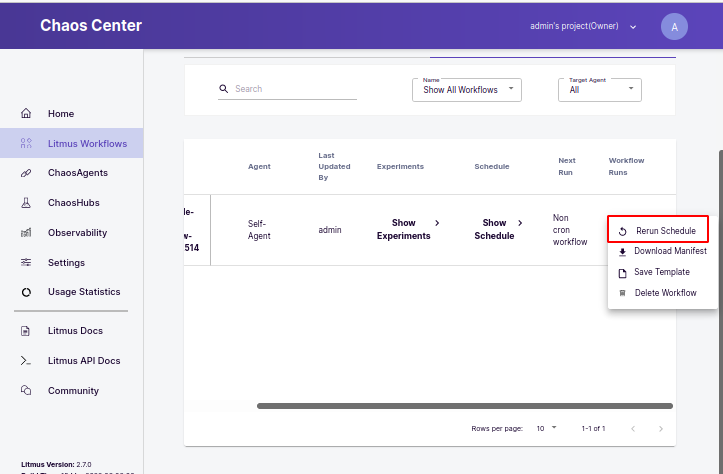 Chaos Center
admin's project(Owner)
A
Home
Litmus Workflows
ChaosAgents
ChaosHubs
Observability
Settings
Usage Statistics
Litmus Docs
Litmus API Docs
Community
Litmus Version: 2.7.0
Search
Name
Show All Workflows
Target Agent
All
Agent
Last
Updated
By
Experiments
Schedule
Next
Run
Workflow
Runs
le-
w-
514
Self-
Agent
admin
Show
Experiments
Show
Schedule
Non
cron
workflow
Rerun Schedule
Download Manifest
Save Template
Delete Workflow
Rows per page: 10
1-1 of 1